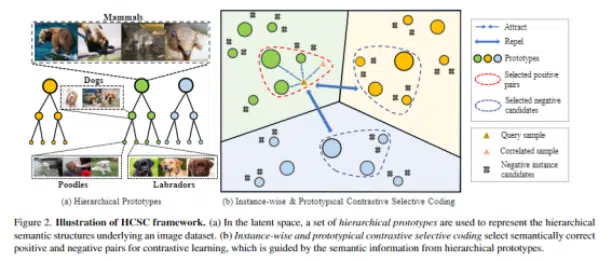 Mammals
Dogs
Poodles
Labradors
(a) Hierarchical Prototypes
Attract
Repel
Prototypes
Selected positive
pairs
Selected negative
candidates
Query sample
Correlated sample
Negative instance
candidates
(b) Instance-wise & Prototypical Contrastive Selective Coding
Figure 2. Illustration of HCSC framework. (a) In the latent space, a set of hierarchical prototypes are used to represent the hierarchical
semantic structures underlying an image dataset. (b) Instance-wise and prototypical contrastive selective coding select semantically correct
positive and negative pairs for contrastive learning, which is guided by the semantic information from hierarchical prototypes.